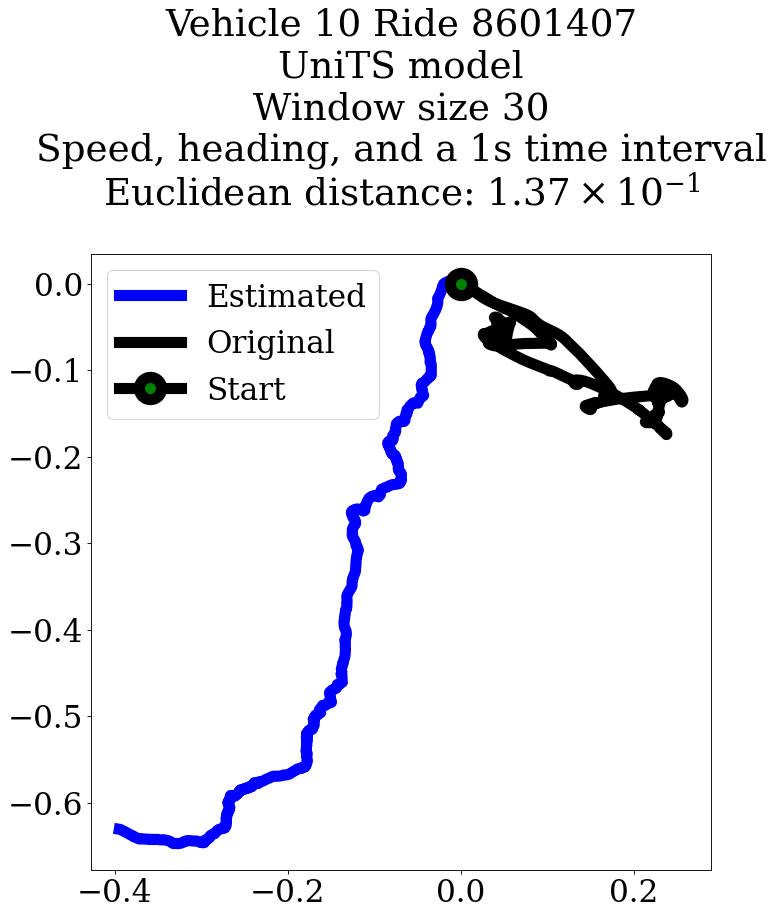 Vehicle 10 Ride 8601407
UniTS model
Window size 30
Speed, heading, and a 1s time interval
Euclidean distance: 1.37 × 10⁻¹
Estimated
Original
Start
0.0
−0.1
−0.2
−0.3
−0.4
−0.5
−0.6
−0.4 −0.2 0.0 0.2